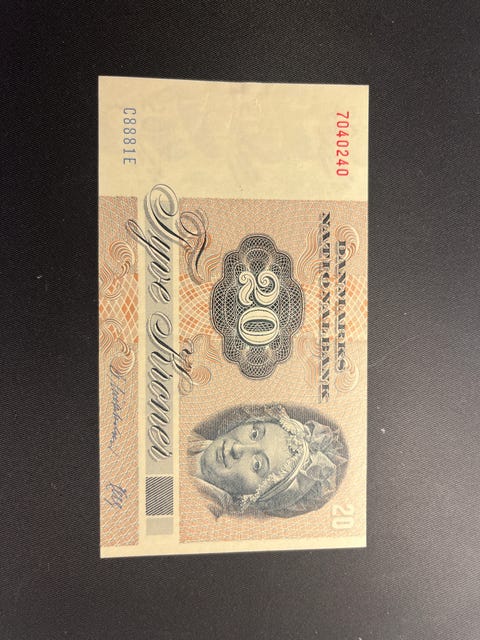 7040240
DANMARKS
NATIONALBANK
20
Tyve Kroner
C8881E
20